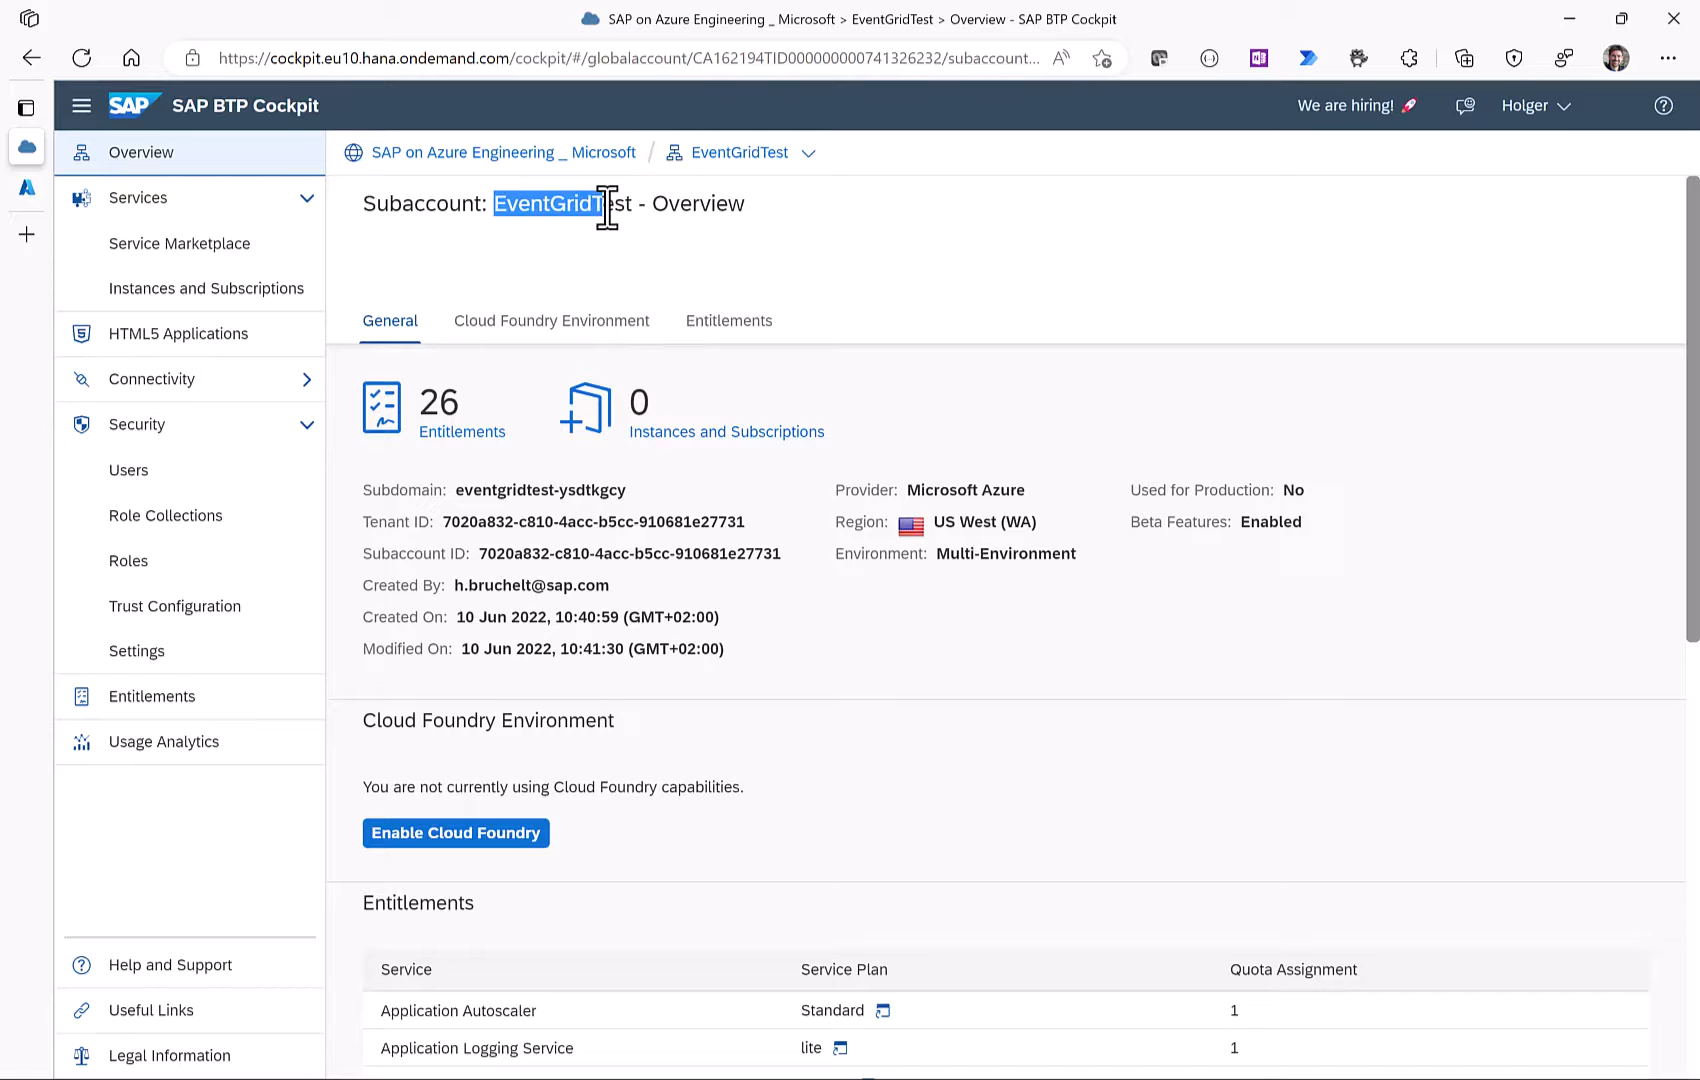 SAP on Azure Engineering _ Microsoft > EventGridTest > Overview - SAP BTP Cockpit
https://cockpit.eu10.hana.ondemand.com/cockpit/#/globalaccount/CA162194TID000000000741326232/subaccount...
SAP SAP BTP Cockpit
We are hiring! 🚀
Holger
Overview
Services
Service Marketplace
Instances and Subscriptions
HTML5 Applications
Connectivity
Security
Users
Role Collections
Roles
Trust Configuration
Settings
Entitlements
Usage Analytics
Help and Support
Useful Links
Legal Information
SAP on Azure Engineering _ Microsoft / EventGridTest
Subaccount: EventGridTest - Overview
General Cloud Foundry Environment Entitlements
26 Entitlements
0 Instances and Subscriptions
Subdomain: eventgridtest-ysdtkgcy
Tenant ID: 7020a832-c810-4acc-b5cc-910681e27731
Subaccount ID: 7020a832-c810-4acc-b5cc-910681e27731
Created By: h.bruchelt@sap.com
Created On: 10 Jun 2022, 10:40:59 (GMT+02:00)
Modified On: 10 Jun 2022, 10:41:30 (GMT+02:00)
Provider: Microsoft Azure
Region: US West (WA)
Environment: Multi-Environment
Used for Production: No
Beta Features: Enabled
Cloud Foundry Environment
You are not currently using Cloud Foundry capabilities.
Enable Cloud Foundry
Entitlements
Service Service Plan Quota Assignment
Application Autoscaler Standard 1
Application Logging Service lite 1